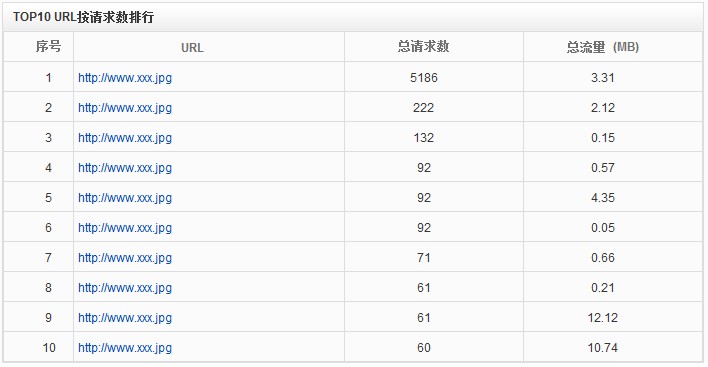 TOP10 URL按请求数排行
序号 URL 总请求数 总流量 (MB)
1 http://www.xxx.jpg 5186 3.31
2 http://www.xxx.jpg 222 2.12
3 http://www.xxx.jpg 132 0.15
4 http://www.xxx.jpg 92 0.57
5 http://www.xxx.jpg 92 4.35
6 http://www.xxx.jpg 92 0.05
7 http://www.xxx.jpg 71 0.66
8 http://www.xxx.jpg 61 0.21
9 http://www.xxx.jpg 61 12.12
10 http://www.xxx.jpg 60 10.74